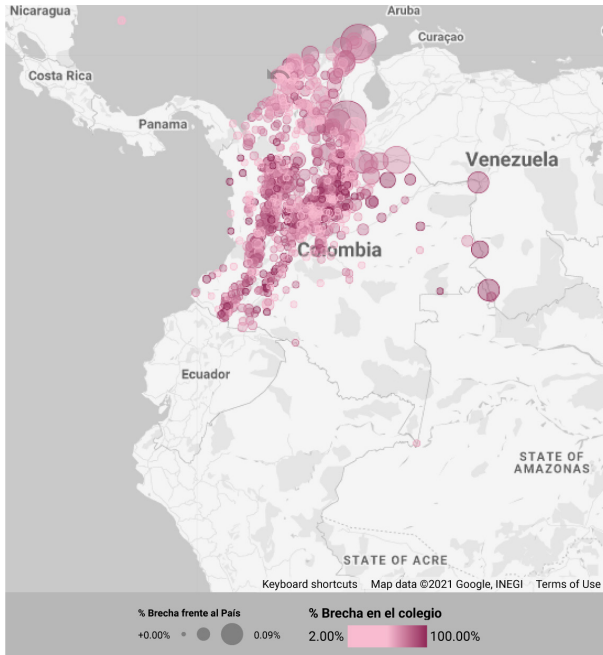 Nicaragua
Aruba
Curaçao
Costa Rica
Panama
Venezuela
Colombia
Ecuador
STATE OF
AMAZONAS
STATE OF ACRE
Keyboard shortcuts Map data ©2021 Google, INEGI Terms of Use
% Brecha frente al País
+0.00% 0.09%
% Brecha en el colegio
2.00% 100.00%